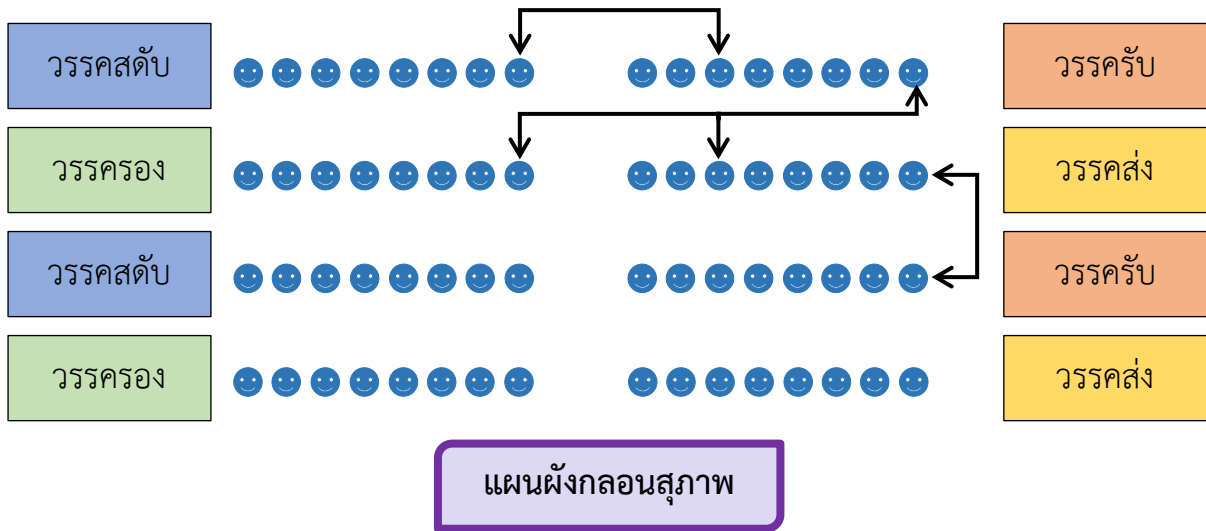 วรรคสดับ
วรรครับ
วรรครอง
วรรคส่ง
วรรคสดับ
วรรครับ
วรรครอง
วรรคส่ง
แผนผังกลอนสุภาพ